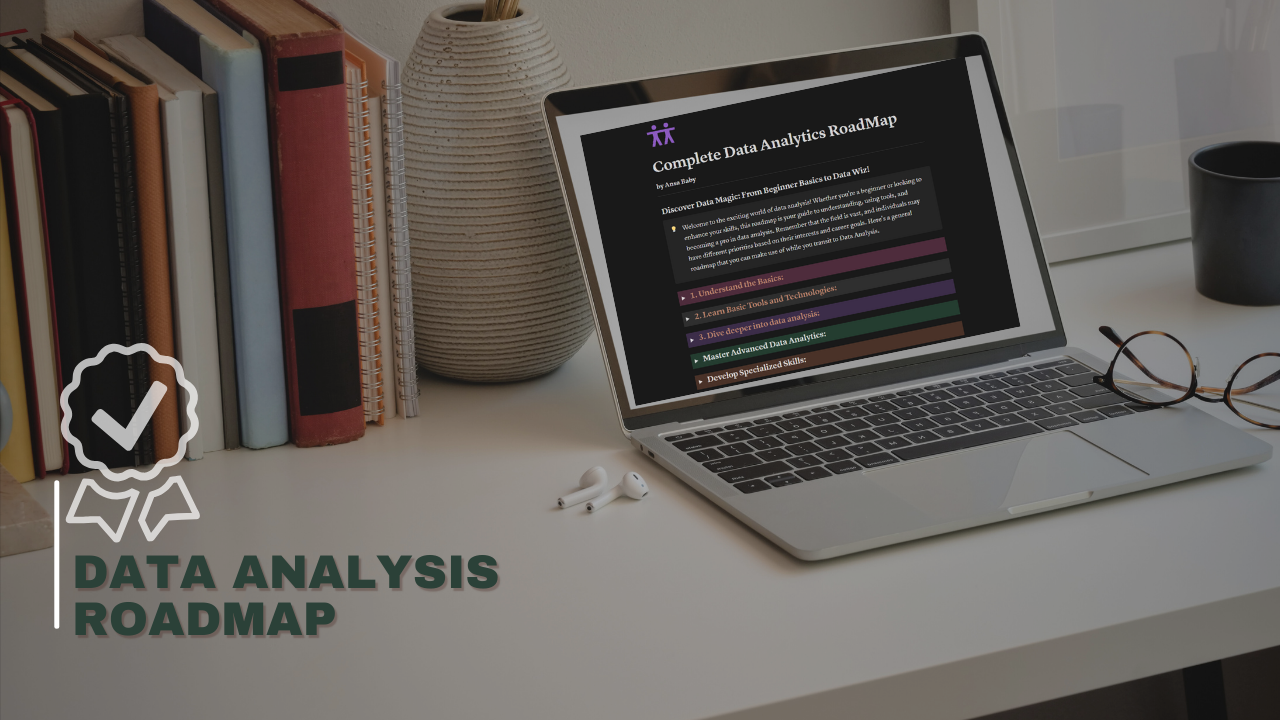 Complete Data Analytics RoadMap
by Ansa Baby
Discover Data Magic: From Beginner Basics to Data Wiz!
Welcome to the exciting world of data analysis! Whether you're a beginner or looking to
enhance your skills, this roadmap is your guide to understanding, using tools, and
becoming a pro in data analysis. Remember that the field is vast, and individuals may
have different priorities based on their interests and career goals. Here's a general
roadmap that you can make use of while you transit to Data Analysis.
1. Understand the Basics:
2. Learn Basic Tools and Technologies:
3. Dive deeper into data analysis:
Master Advanced Data Analytics:
Develop Specialized Skills:
DATA ANALYSIS
ROADMAP